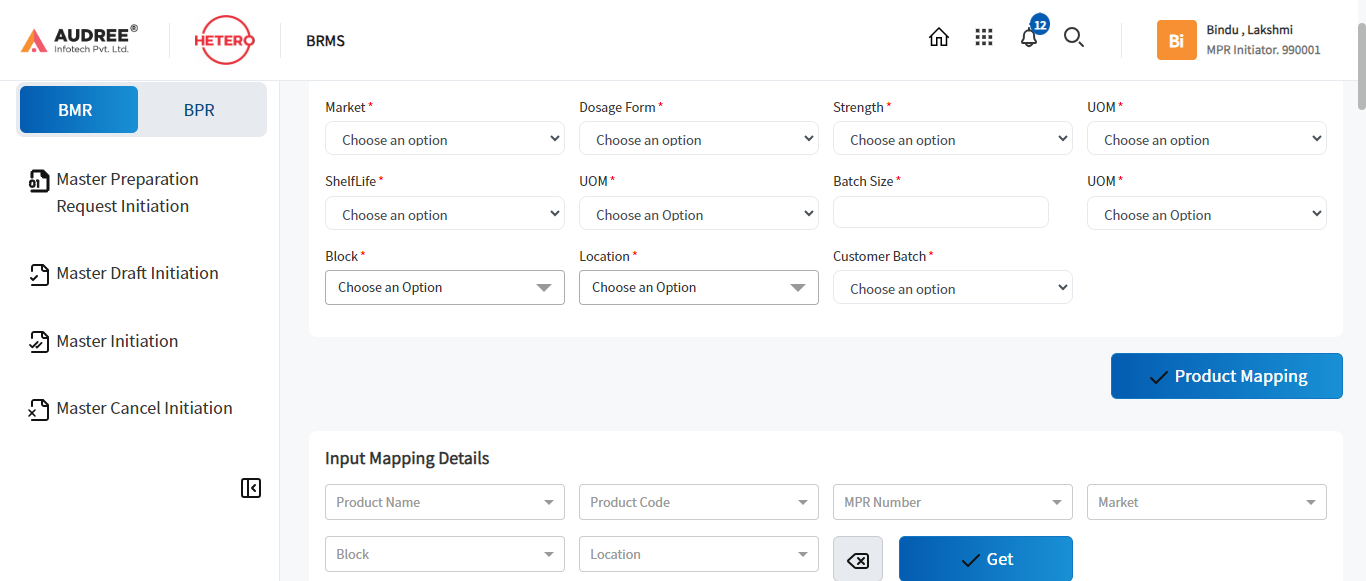 AUDREE®
Infotech Pvt. Ltd.
HETERO
BRMS
12
Bi
Bindu , Lakshmi
MPR Initiator. 990001
BMR
BPR
01
Master Preparation
Request Initiation
Master Draft Initiation
Master Initiation
Master Cancel Initiation
Market *
Dosage Form *
Strength *
UOM *
Choose an option
Choose an option
Choose an option
Choose an option
ShelfLife *
UOM *
Batch Size *
UOM *
Choose an option
Choose an Option
Choose an Option
Block *
Location *
Customer Batch *
Choose an Option
Choose an Option
Choose an option
Product Mapping
Input Mapping Details
Product Name
Product Code
MPR Number
Market
Block
Location
Get